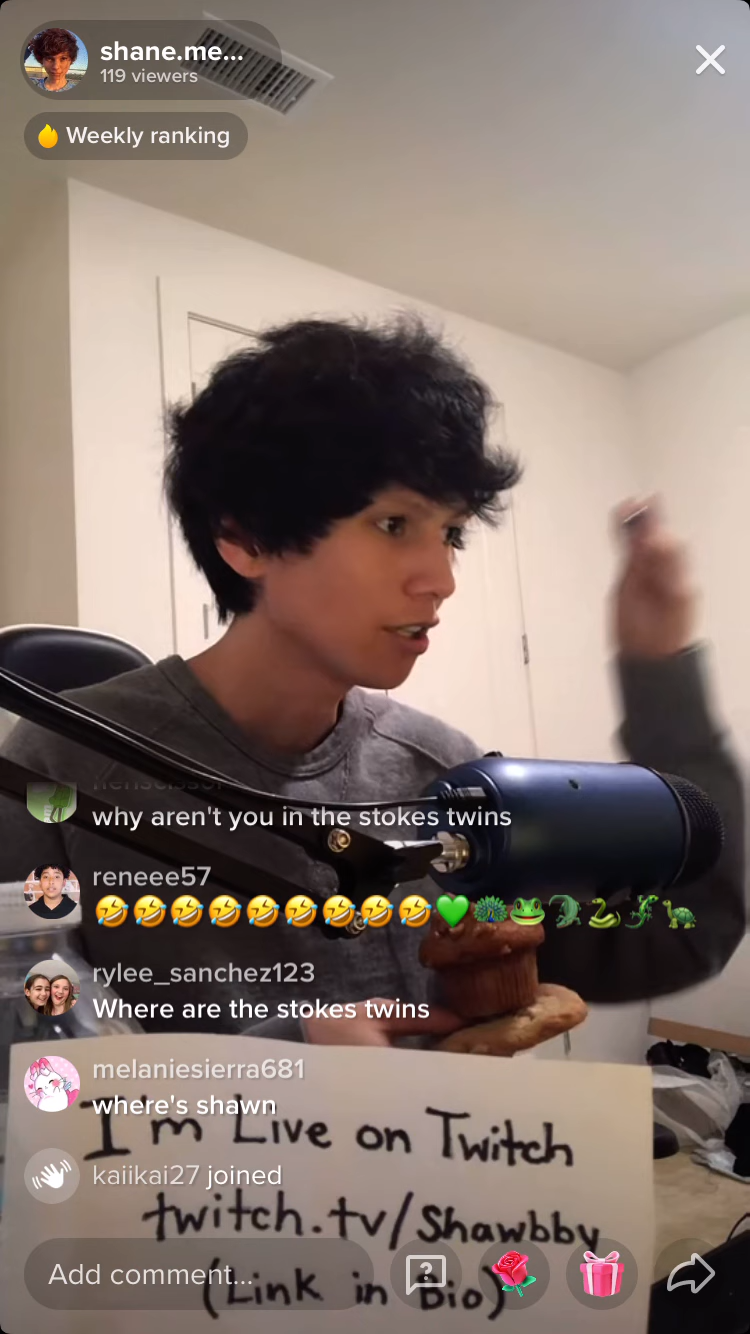 shane.me...
119 viewers
Weekly ranking
why aren't you in the stokes twins
reneee57
🤣🤣🤣🤣🤣🤣🤣🤣🤣💚🦚🐸🐊🐍🦎🐢
rylee_sanchez123
Where are the stokes twins
melaniesierra681
where's shawn
I'm Live on Twitch
kaiikai27 joined
twitch.tv/Shawbby
Add comment...
(Link in Bio)